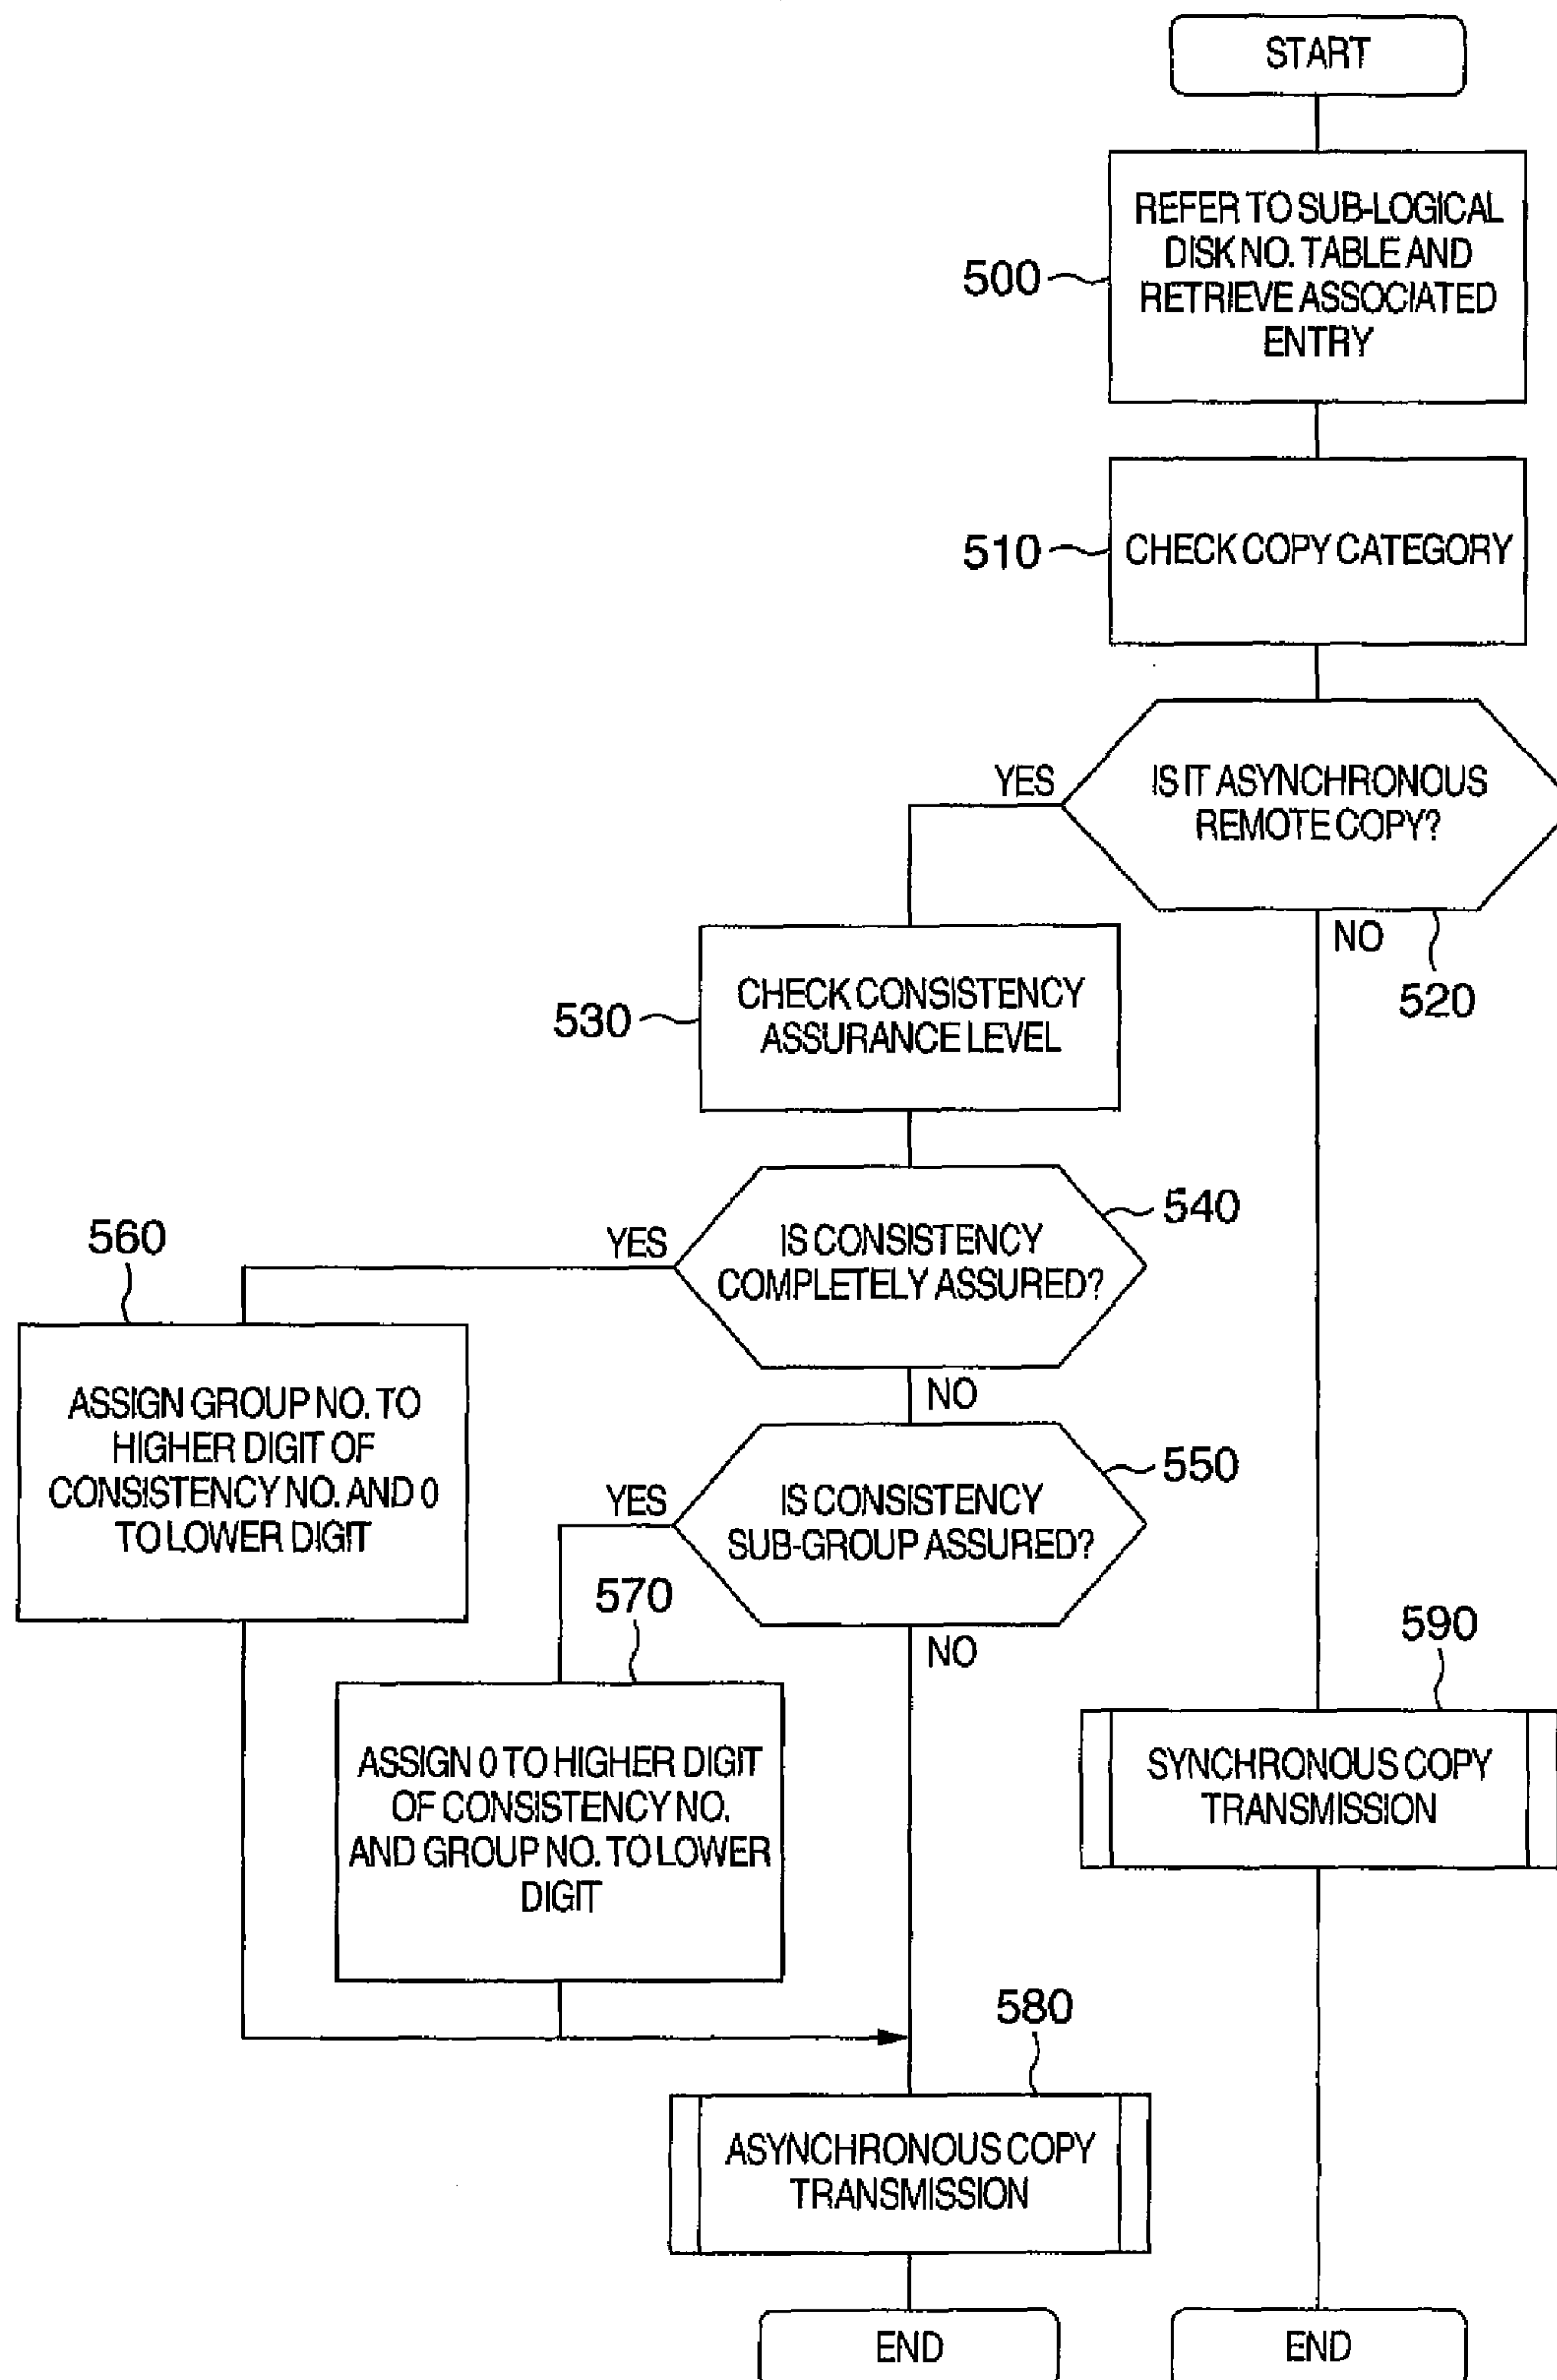 START
REFER TO SUB-LOGICAL
DISK NO. TABLE AND
RETRIEVE ASSOCIATED
ENTRY
500
CHECK COPY CATEGORY
510
IS IT ASYNCHRONOUS
REMOTE COPY?
YES
NO
520
CHECK CONSISTENCY
ASSURANCE LEVEL
530
540
IS CONSISTENCY
COMPLETELY ASSURED?
YES
NO
560
ASSIGN GROUP NO. TO
HIGHER DIGIT OF
CONSISTENCY NO. AND 0
TO LOWER DIGIT
550
IS CONSISTENCY
SUB-GROUP ASSURED?
YES
NO
570
ASSIGN 0 TO HIGHER DIGIT
OF CONSISTENCY NO.
AND GROUP NO. TO LOWER
DIGIT
590
SYNCHRONOUS COPY
TRANSMISSION
580
ASYNCHRONOUS COPY
TRANSMISSION
END
END